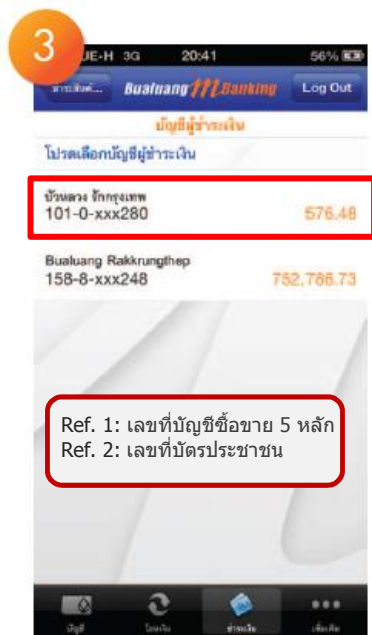 3
UE-H 3G 20:41 56%
Bualuang mBanking Log Out
บัญชีผู้ชำระเงิน
โปรดเลือกบัญชีผู้ชำระเงิน
บัวหลวง รักกรุงเทพ
101-0-xxx280 576.48
Bualuang Rakkrungthep
158-8-xxx248 752,786.73
Ref. 1: เลขที่บัญชีซื้อขาย 5 หลัก
Ref. 2: เลขที่บัตรประชาชน
บัญชี โอนเงิน ชำระเงิน เพิ่มเติม